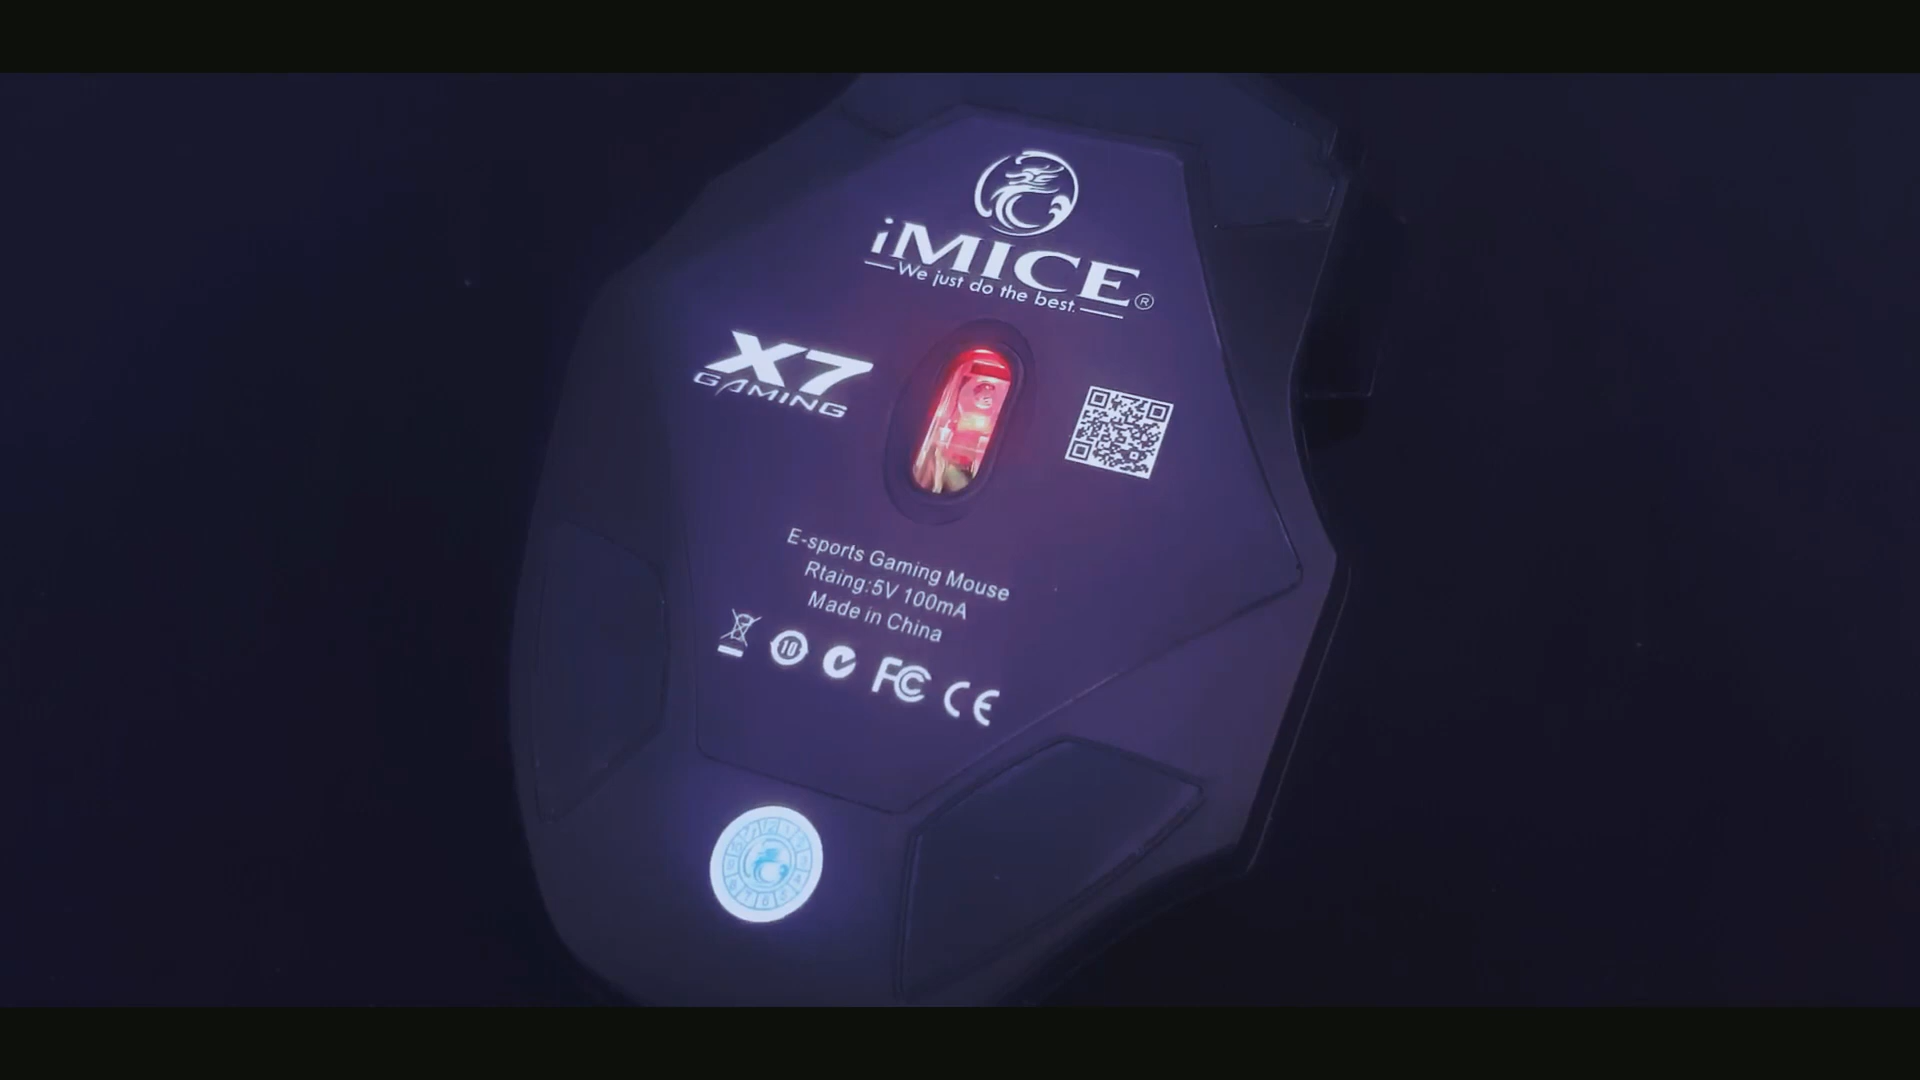 iMICE®
We just do the best.
X7
GAMING
E-sports Gaming Mouse
Rtaing:5V 100mA
Made in China
10
FC CE